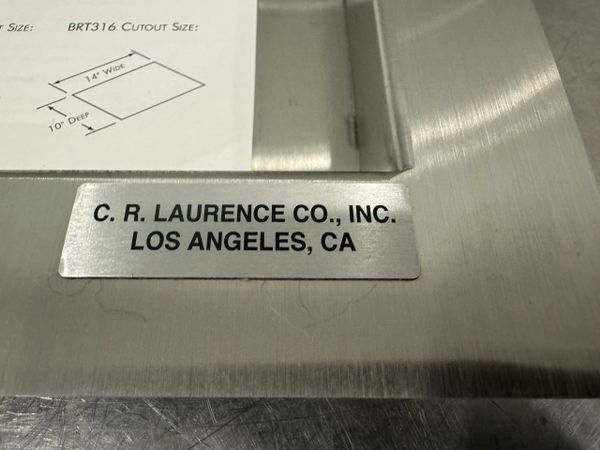 SIZE:
BRT316 CUTOUT SIZE:
14" WIDE
10" DEEP
C. R. LAURENCE CO., INC.
LOS ANGELES, CA